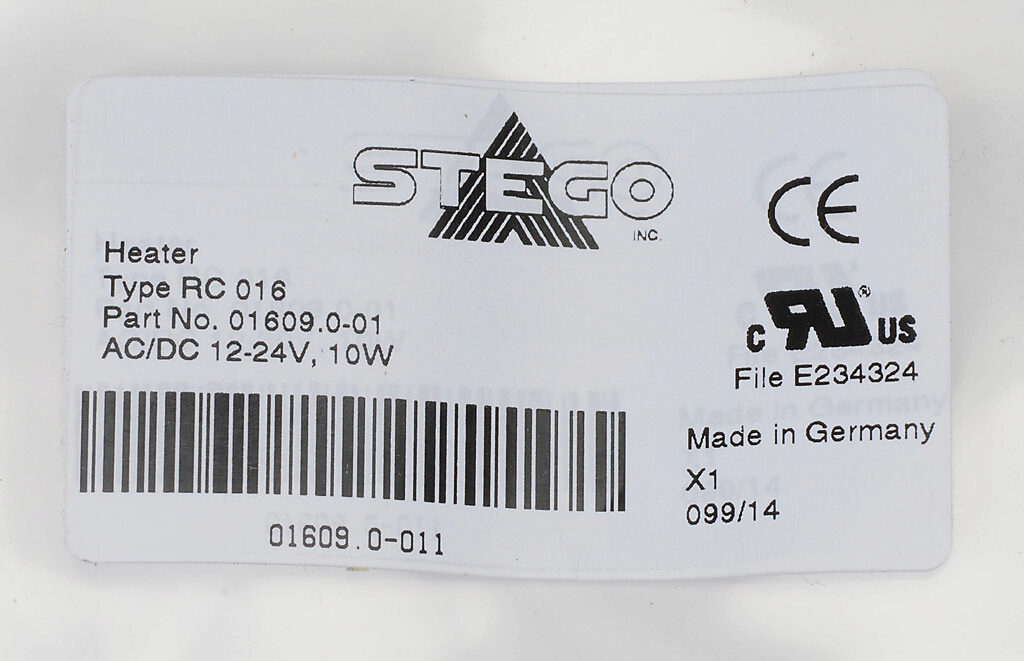 STEGO
INC.
Heater
Type RC 016
Part No. 01609.0-01
AC/DC 12-24V, 10W
01609.0-011
CE
c RU® US
File E234324
Made in Germany
X1
099/14